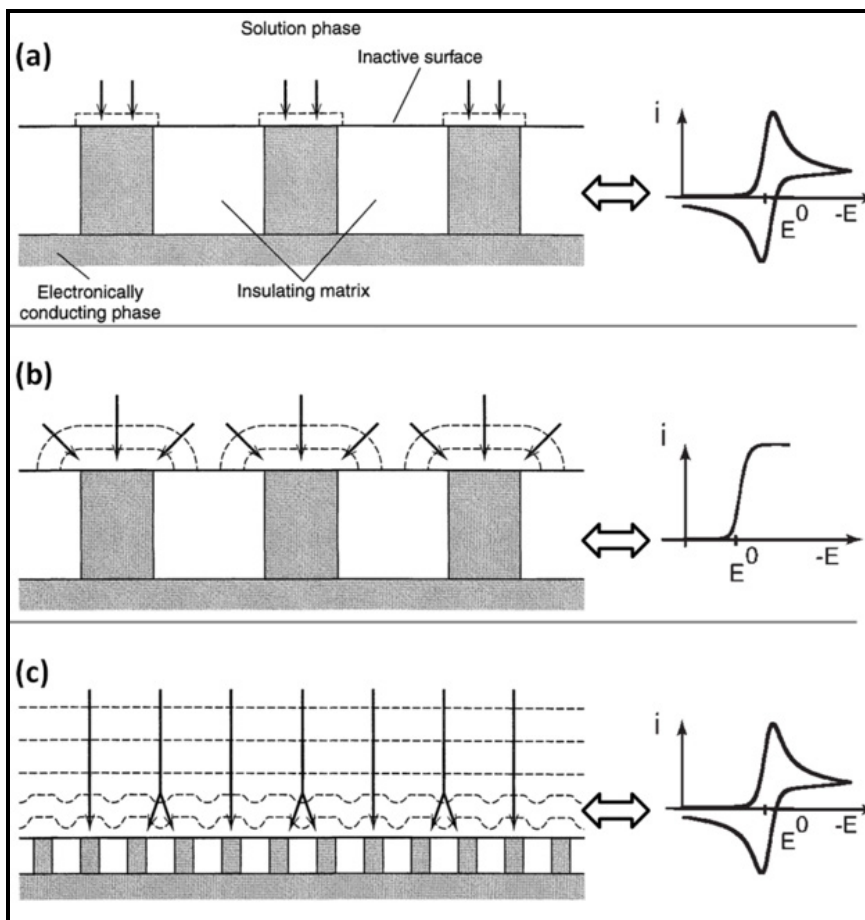 (a)
Solution phase
Inactive surface
Electronically
conducting phase
Insulating matrix
i
E0
-E
(b)
i
E0
-E
(c)
i
E0
-E